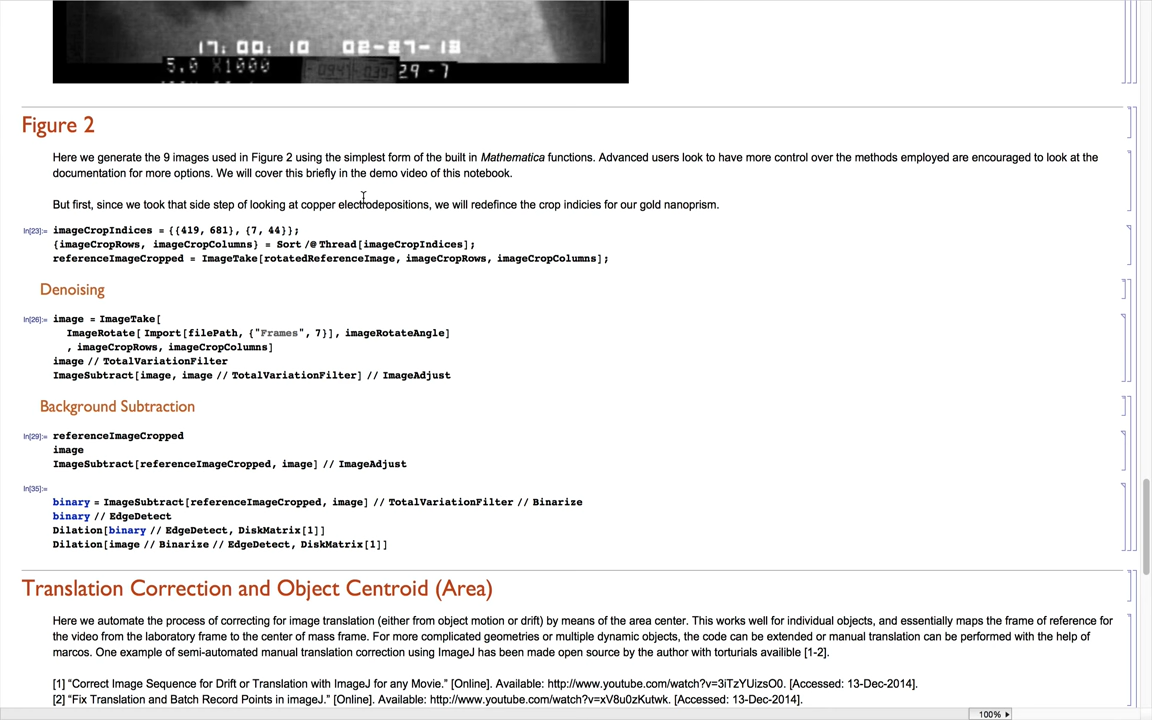 17:00:10 02-27-13
5.0 X1000
29-7
Figure 2
Here we generate the 9 images used in Figure 2 using the simplest form of the built in Mathematica functions. Advanced users look to have more control over the methods employed are encouraged to look at the
documentation for more options. We will cover this briefly in the demo video of this notebook.
But first, since we took that side step of looking at copper electrodepositions, we will redefince the crop indicies for our gold nanoprism.
In[23]:= imageCropIndices = {{419, 681}, {7, 44}};
{imageCropRows, imageCropColumns} = Sort /@ Thread[imageCropIndices];
referenceImageCropped = ImageTake[rotatedReferenceImage, imageCropRows, imageCropColumns];
Denoising
In[26]:= image = ImageTake[
ImageRotate[ Import[filePath, {"Frames", 7}], imageRotateAngle]
, imageCropRows, imageCropColumns]
image // TotalVariationFilter
ImageSubtract[image, image // TotalVariationFilter] // ImageAdjust
Background Subtraction
In[29]:= referenceImageCropped
image
ImageSubtract[referenceImageCropped, image] // ImageAdjust
In[35]:=
binary = ImageSubtract[referenceImageCropped, image] // TotalVariationFilter // Binarize
binary // EdgeDetect
Dilation[binary // EdgeDetect, DiskMatrix[1]]
Dilation[image // Binarize // EdgeDetect, DiskMatrix[1]]
Translation Correction and Object Centroid (Area)
Here we automate the process of correcting for image translation (either from object motion or drift) by means of the area center. This works well for individual objects, and essentially maps the frame of reference for
the video from the laboratory frame to the center of mass frame. For more complicated geometries or multiple dynamic objects, the code can be extended or manual translation can be performed with the help of
marcos. One example of semi-automated manual translation correction using ImageJ has been made open source by the author with torturials availible [1-2].
[1] “Correct Image Sequence for Drift or Translation with ImageJ for any Movie.” [Online]. Available: http://www.youtube.com/watch?v=3iTzYUizsO0. [Accessed: 13-Dec-2014].
[2] “Fix Translation and Batch Record Points in imageJ.” [Online]. Available: http://www.youtube.com/watch?v=xV8u0zKutwk. [Accessed: 13-Dec-2014].
100%